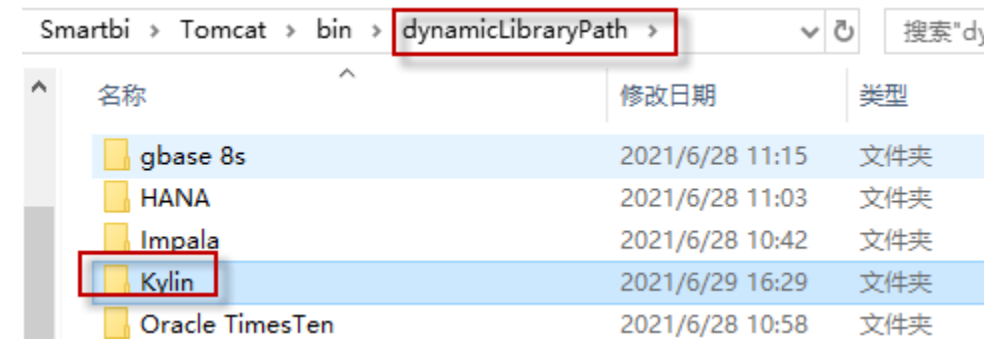 Smartbi > Tomcat > bin > dynamicLibraryPath > 搜索"dy
名称 修改日期 类型
gbase 8s 2021/6/28 11:15 文件夹
HANA 2021/6/28 11:03 文件夹
Impala 2021/6/28 10:42 文件夹
Kylin 2021/6/29 16:29 文件夹
Oracle TimesTen 2021/6/28 10:58 文件夹